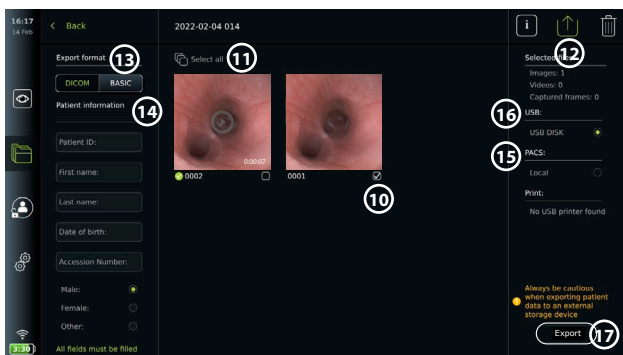 16:17
14 Feb
Back
2022-02-04 014
i
Export format
13
DICOM
BASIC
Patient information
14
Patient ID:
First name:
Last name:
Date of birth:
Accession Number:
Male:
Female:
Other:
All fields must be filled
3:30
Select all
11
0:00:07
0002
0001
10
12
Selected files:
Images: 1
Videos: 0
Captured frames: 0
16
USB:
USB DISK
15
PACS:
Local
Print:
No USB printer found
Always be cautious
when exporting patient
data to an external
storage device
Export
17